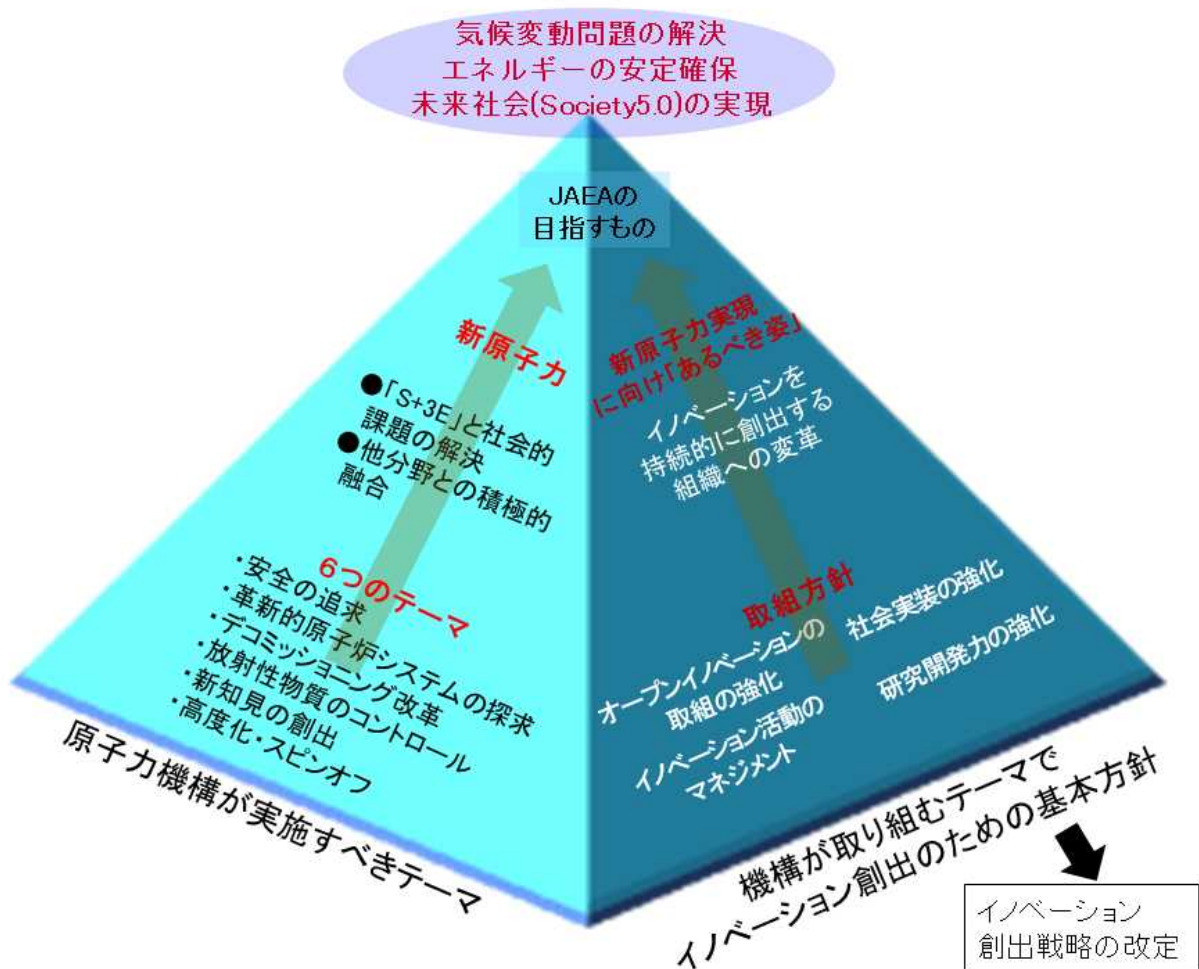 気候変動問題の解決
エネルギーの安定確保
未来社会(Society5.0)の実現
JAEAの
目指すもの
新原子力
●「S+3E」と社会的
課題の解決
●他分野との積極的
融合
6つのテーマ
・安全の追求
・革新的原子炉システムの探求
・デコミッショニング改革
・放射性物質のコントロール
・新知見の創出
・高度化・スピンオフ
原子力機構が実施すべきテーマ
新原子力実現
に向け「あるべき姿」
イノベーションを
持続的に創出する
組織への変革
取組方針
オープンイノベーションの
取組の強化
イノベーション活動の
マネジメント
社会実装の強化
研究開発力の強化
機構が取り組むテーマで
イノベーション創出のための基本方針
イノベーション
創出戦略の改定